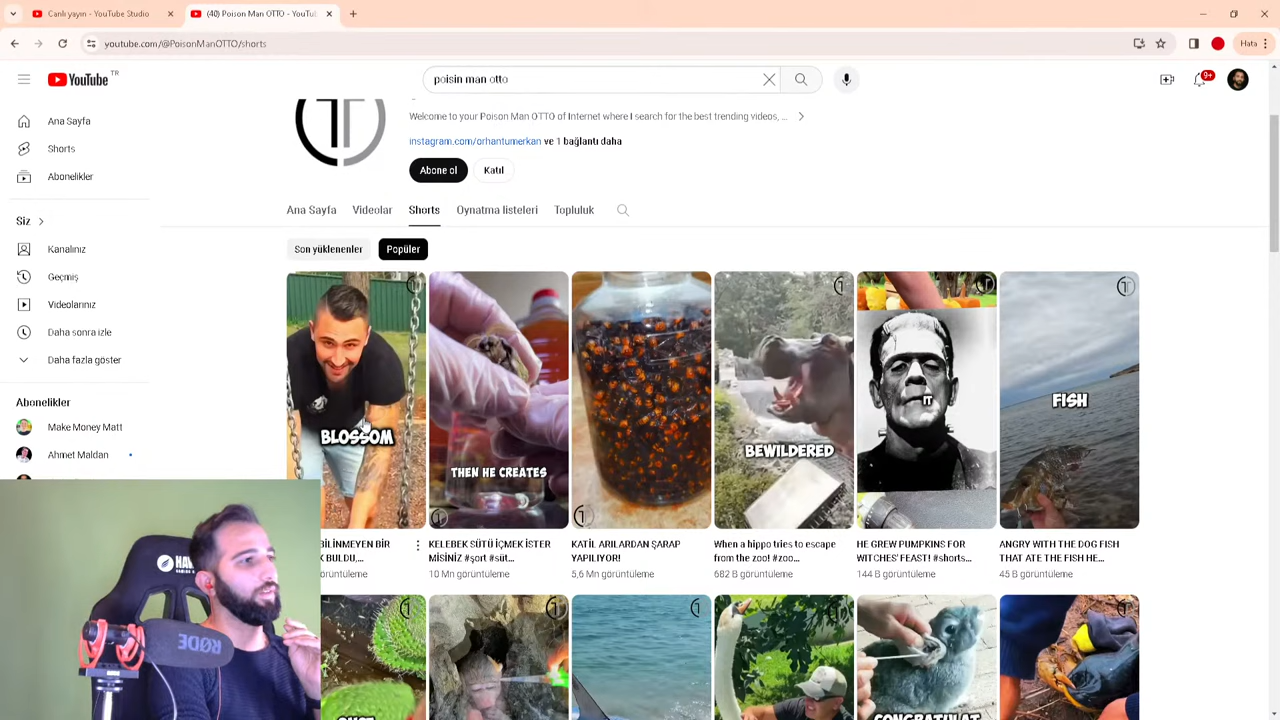 Canlı yayın - YouTube Studio
(40) Poison Man OTTO - YouTu
youtube.com/@PoisonManOTTO/shorts
Hata
YouTube TR
poisin man otto
9+
Ana Sayfa
Shorts
Abonelikler
Siz
Kanalınız
Geçmiş
Videolarınız
Daha sonra izle
Daha fazla göster
Abonelikler
Make Money Matt
Ahmet Maldan
Welcome to your Poison Man OTTO of Internet where I search for the best trending videos, ...
instagram.com/orhantumerkan ve 1 bağlantı daha
Abone ol
Katıl
Ana Sayfa
Videolar
Shorts
Oynatma listeleri
Topluluk
Son yüklenenler
Popüler
BLOSSOM
THEN HE CREATES
BEWILDERED
IT
FISH
BİLİNMEYEN BİR
BULDU,...
görüntüleme
KELEBEK SÜTÜ İÇMEK İSTER
MİSİNİZ #şort #süt...
10 Mn görüntüleme
KATİL ARILARDAN ŞARAP
YAPILIYOR!
5,6 Mn görüntüleme
When a hippo tries to escape
from the zoo! #zoo...
682 B görüntüleme
HE GREW PUMPKINS FOR
WITCHES' FEAST! #shorts...
144 B görüntüleme
ANGRY WITH THE DOG FISH
THAT ATE THE FISH HE...
45 B görüntüleme
RØDE